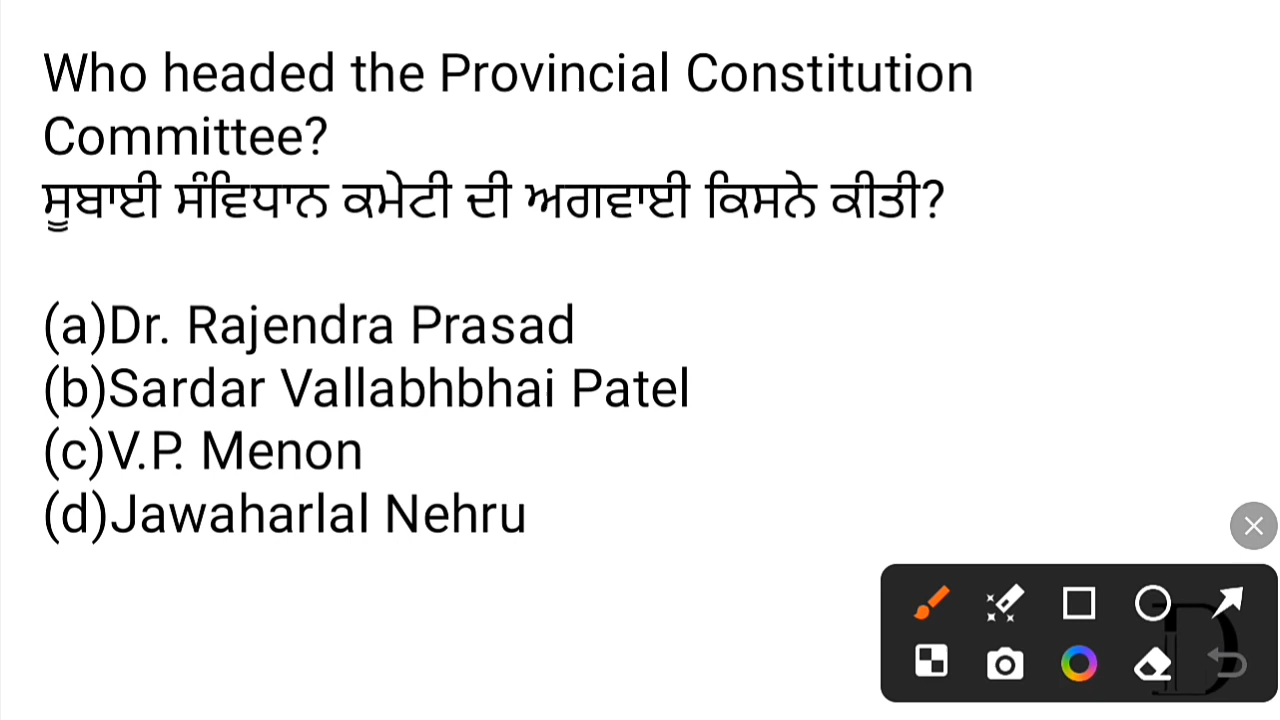 Who headed the Provincial Constitution
Committee?
ਸੂਬਾਈ ਸੰਵਿਧਾਨ ਕਮੇਟੀ ਦੀ ਅਗਵਾਈ ਕਿਸਨੇ ਕੀਤੀ?
(a)Dr. Rajendra Prasad
(b)Sardar Vallabhbhai Patel
(c)V.P. Menon
(d)Jawaharlal Nehru